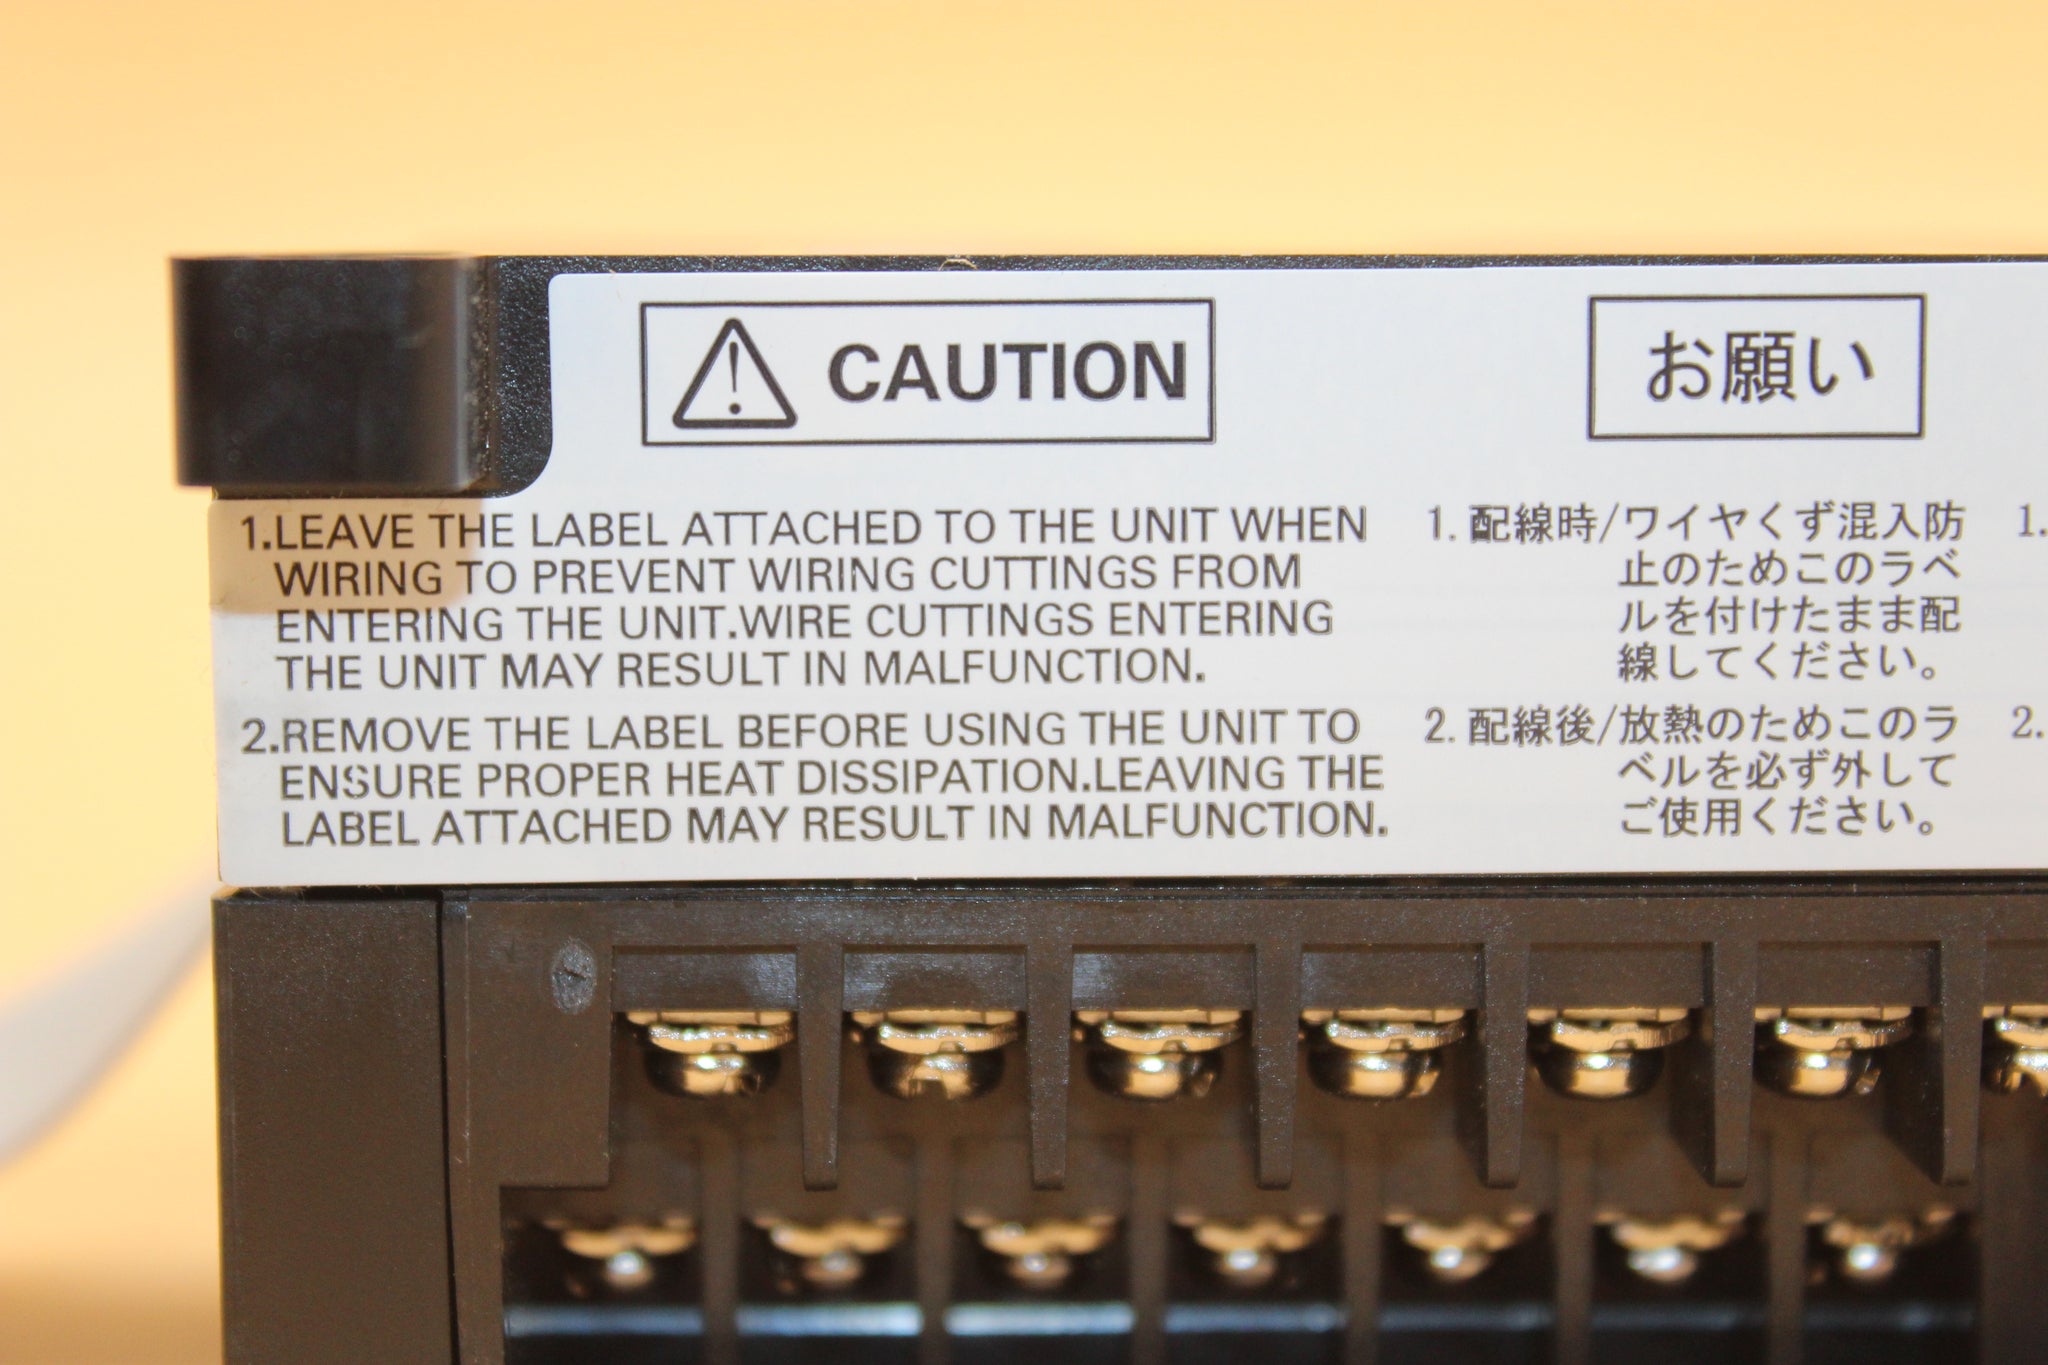 CAUTION
1.LEAVE THE LABEL ATTACHED TO THE UNIT WHEN
WIRING TO PREVENT WIRING CUTTINGS FROM
ENTERING THE UNIT.WIRE CUTTINGS ENTERING
THE UNIT MAY RESULT IN MALFUNCTION.
2.REMOVE THE LABEL BEFORE USING THE UNIT TO
ENSURE PROPER HEAT DISSIPATION.LEAVING THE
LABEL ATTACHED MAY RESULT IN MALFUNCTION.
お願い
1. 配線時/ワイヤくず混入防
止のためこのラベ
ルを付けたまま配
線してください。
2. 配線後/放熱のためこのラ
ベルを必ず外して
ご使用ください。
1.
2.